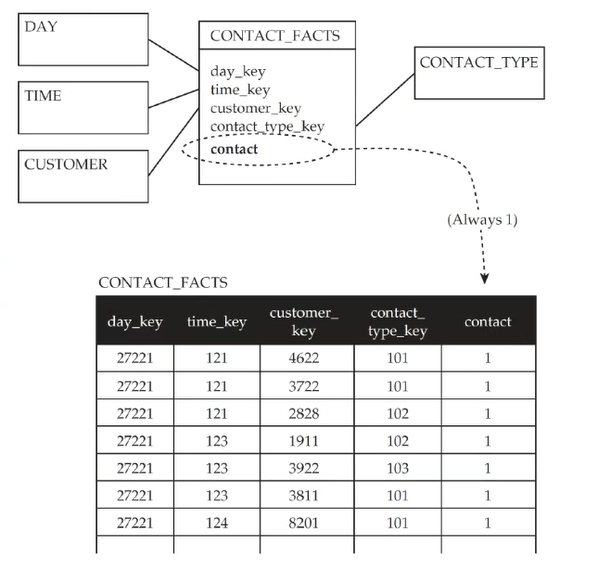 DAY
TIME
CUSTOMER
CONTACT_FACTS
day_key
time_key
customer_key
contact_type_key
contact
CONTACT_TYPE
(Always 1)
CONTACT_FACTS
day_key time_key customer_ key contact_ type_key contact
27221 121 4622 101 1
27221 121 3722 101 1
27221 121 2828 102 1
27221 123 1911 102 1
27221 123 3922 103 1
27221 123 3811 101 1
27221 124 8201 101 1